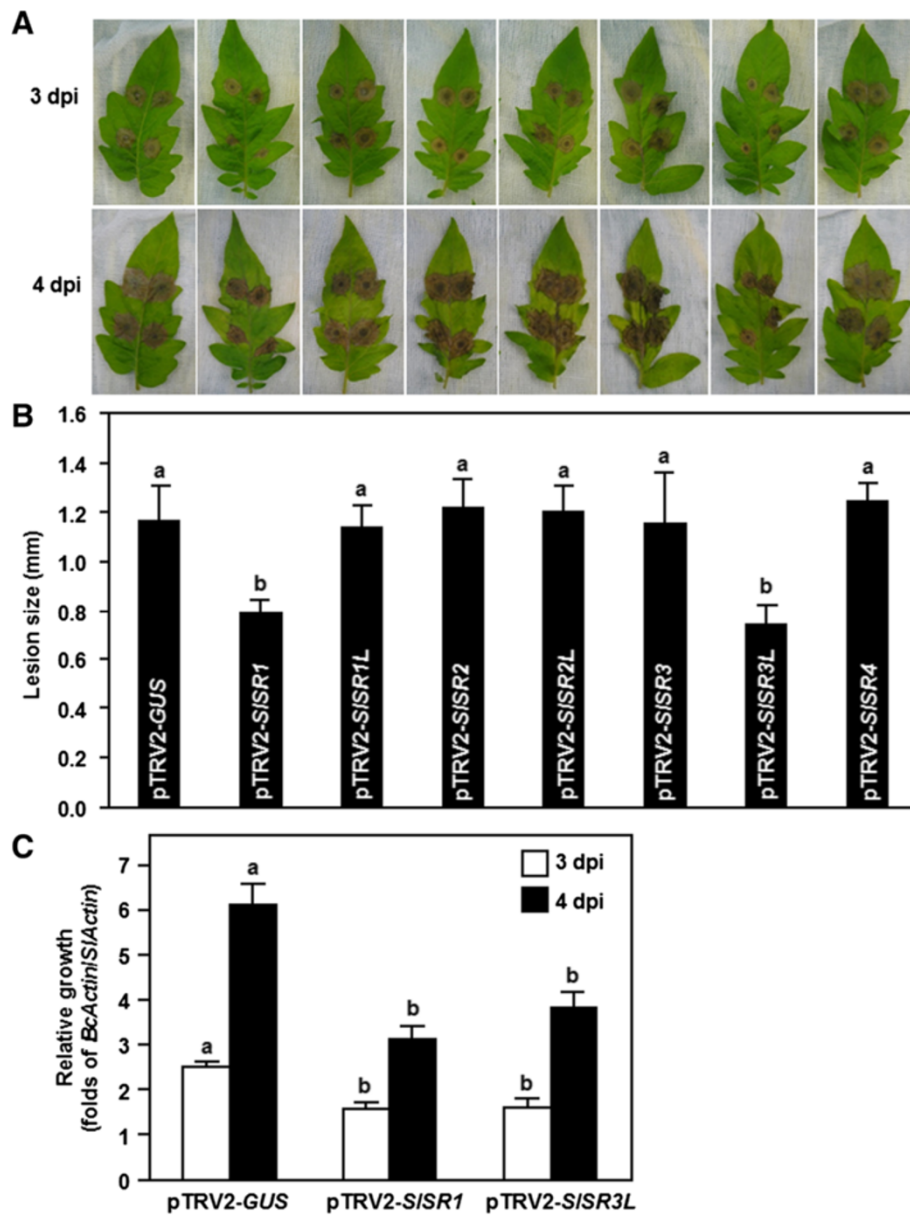 A
3 dpi
4 dpi
B
Lesion size (mm)
1.6
1.4
1.2
1.0
0.8
0.6
0.4
0.2
0.0
a
b
a
a
a
a
b
a
pTRV2-GUS
pTRV2-SlSR1
pTRV2-SlSR1L
pTRV2-SlSR2
pTRV2-SlSR2L
pTRV2-SlSR3
pTRV2-SlSR3L
pTRV2-SlSR4
C
Relative growth
(folds of BcActin/SlActin)
7
6
5
4
3
2
1
0
3 dpi
4 dpi
a
a
b
b
b
b
pTRV2-GUS
pTRV2-SlSR1
pTRV2-SlSR3L